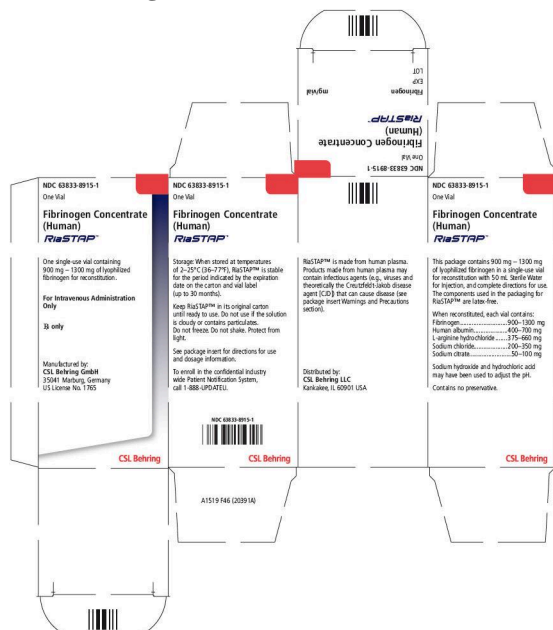 LOT
EXP
Fibrinogen mg/vial
RiaSTAP™
(Human)
Fibrinogen Concentrate
One Vial
NDC 63833-8915-1
NDC 63833-8915-1
One Vial
Fibrinogen Concentrate
(Human)
RiaSTAP™
One single-use vial containing
900 mg – 1300 mg of lyophilized
fibrinogen for reconstitution.
For Intravenous Administration
Only
℞ only
Manufactured by:
CSL Behring GmbH
35041 Marburg, Germany
US License No. 1765
CSL Behring
NDC 63833-8915-1
One Vial
Fibrinogen Concentrate
(Human)
RiaSTAP™
Storage: When stored at temperatures
of 2–25°C (36–77°F), RiaSTAP™ is stable
for the period indicated by the expiration
date on the carton and vial label
(up to 30 months).
Keep RiaSTAP™ in its original carton
until ready to use. Do not use if the solution
is cloudy or contains particulates.
Do not freeze. Do not shake. Protect from
light.
See package insert for directions for use
and dosage information.
To enroll in the confidential industry
wide Patient Notification System,
call 1-888-UPDATEU.
NDC 63833-8915-1
CSL Behring
A1519 F46 (20391A)
RiaSTAP™ is made from human plasma.
Products made from human plasma may
contain infectious agents (e.g., viruses and
theoretically the Creutzfeldt-Jakob disease
agent [CJD]) that can cause disease (see
package insert Warnings and Precautions
section).
Distributed by:
CSL Behring LLC
Kankakee, IL 60901 USA
NDC 63833-8915-1
One Vial
Fibrinogen Concentrate
(Human)
RiaSTAP™
This package contains 900 mg – 1300 mg
of lyophilized fibrinogen in a single-use vial
for reconstitution with 50 mL Sterile Water
for Injection, and complete directions for use.
The components used in the packaging for
RiaSTAP™ are latex-free.
When reconstituted, each vial contains:
Fibrinogen..................900–1300 mg
Human albumin..................400–700 mg
L-arginine hydrochloride ......375–660 mg
Sodium chloride..............200–350 mg
Sodium citrate..................50–100 mg
Sodium hydroxide and hydrochloric acid
may have been used to adjust the pH.
Contains no preservative.
CSL Behring